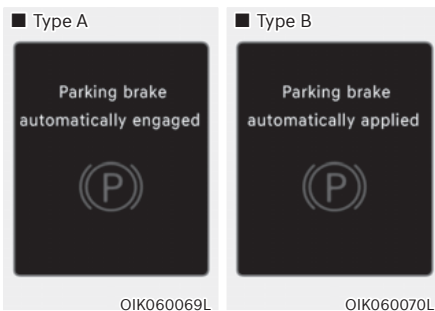 ■ Type A
Parking brake
automatically engaged
P
OIK060069L
■ Type B
Parking brake
automatically applied
P
OIK060070L